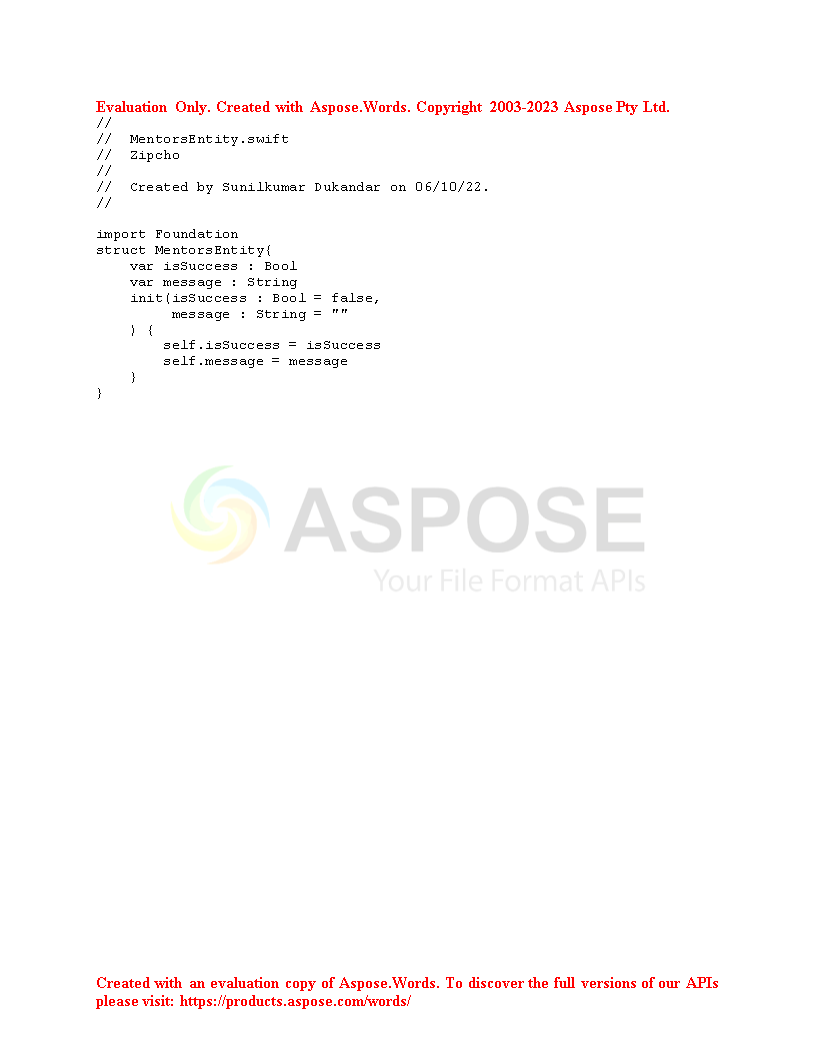 Evaluation Only. Created with Aspose.Words. Copyright 2003-2023 Aspose Pty Ltd.
//
//  MentorsEntity.swift
//  Zipcho
//
//  Created by Sunilkumar Dukandar on 06/10/22.
//
import Foundation
struct MentorsEntity{
    var isSuccess : Bool
    var message : String
    init(isSuccess : Bool = false,
         message : String = ""
    ) {
        self.isSuccess = isSuccess
        self.message = message
    }
}
ASPOSE
Your File Format APIs
Created with an evaluation copy of Aspose.Words. To discover the full versions of our APIs
please visit: https://products.aspose.com/words/